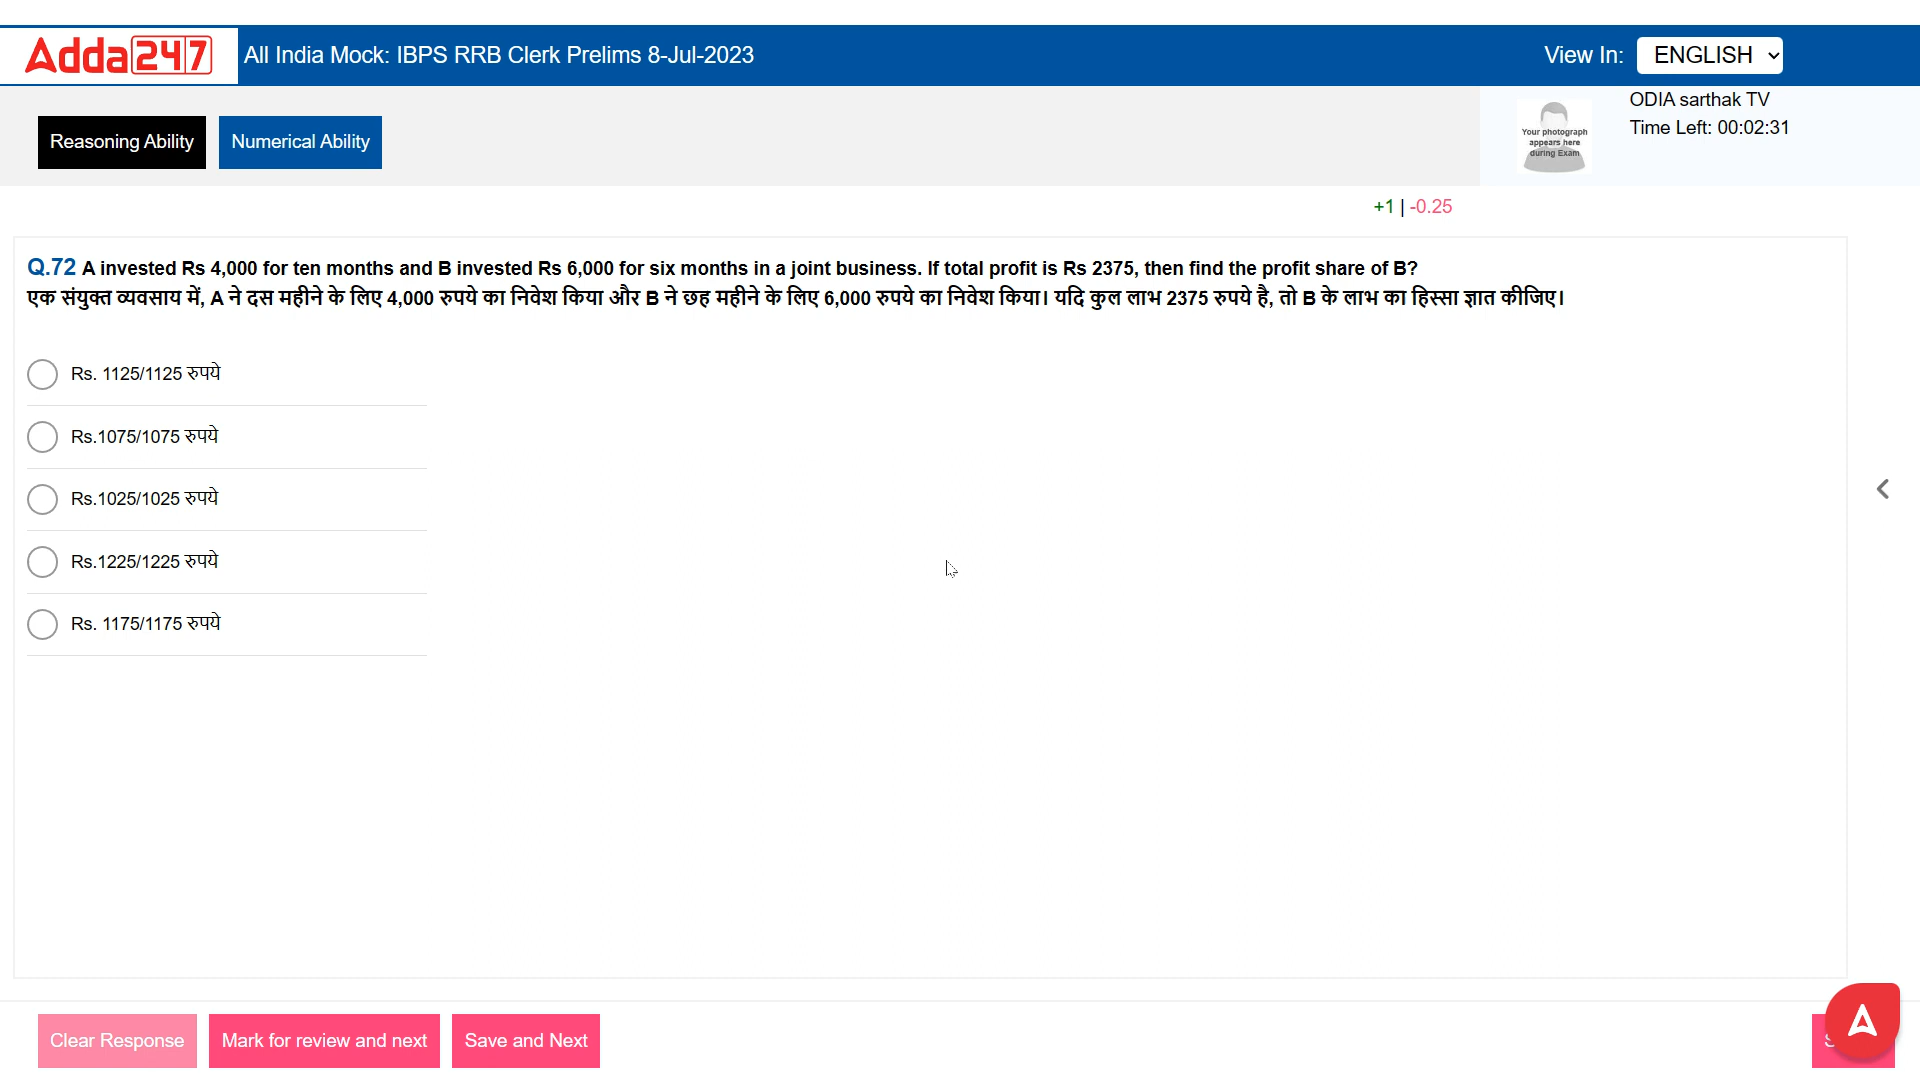 Adda247
All India Mock: IBPS RRB Clerk Prelims 8-Jul-2023
View In: ENGLISH
Reasoning Ability
Numerical Ability
Your photograph
appears here
during Exam
ODIA sarthak TV
Time Left: 00:02:31
+1 | -0.25
Q.72 A invested Rs 4,000 for ten months and B invested Rs 6,000 for six months in a joint business. If total profit is Rs 2375, then find the profit share of B?
एक संयुक्त व्यवसाय में, A ने दस महीने के लिए 4,000 रुपये का निवेश किया और B ने छह महीने के लिए 6,000 रुपये का निवेश किया। यदि कुल लाभ 2375 रुपये है, तो B के लाभ का हिस्सा ज्ञात कीजिए।
Rs. 1125/1125 रुपये
Rs.1075/1075 रुपये
Rs.1025/1025 रुपये
Rs.1225/1225 रुपये
Rs. 1175/1175 रुपये
Clear Response
Mark for review and next
Save and Next